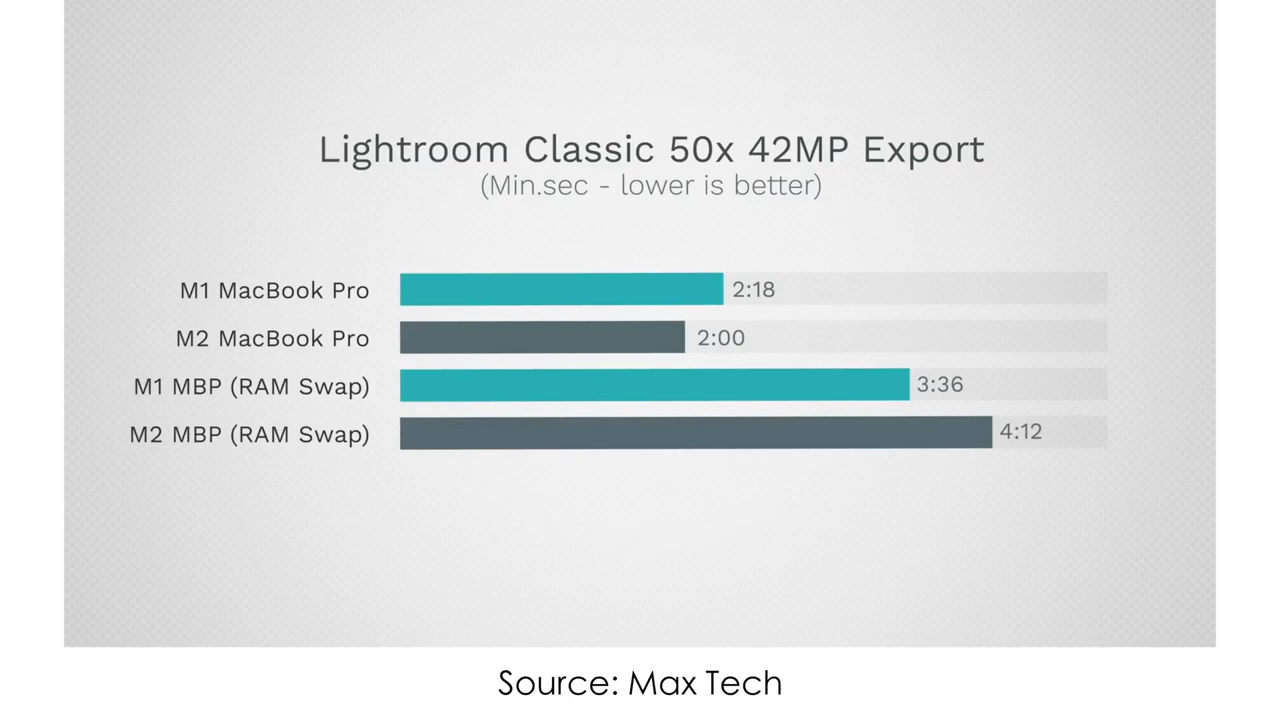 Lightroom Classic 50x 42MP Export
(Min.sec - lower is better)
M1 MacBook Pro 2:18
M2 MacBook Pro 2:00
M1 MBP (RAM Swap) 3:36
M2 MBP (RAM Swap) 4:12
Source: Max Tech